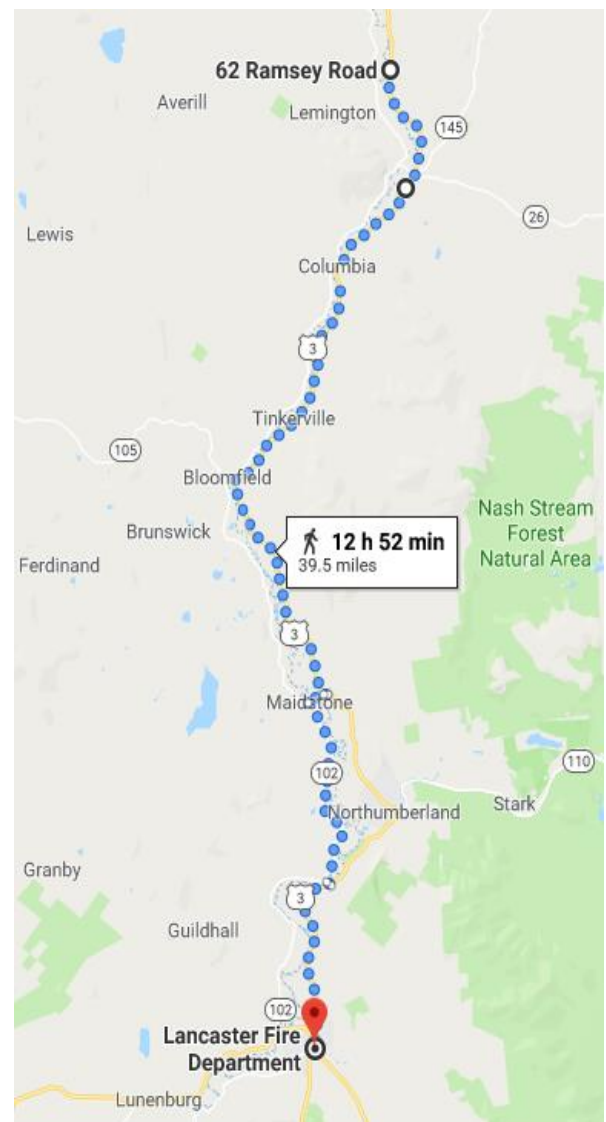 62 Ramsey Road
Averill
Lemington
145
Lewis
26
Columbia
3
Tinkerville
105
Bloomfield
Nash Stream
Forest
Natural Area
Brunswick
12 h 52 min
39.5 miles
Ferdinand
3
Maidstone
110
102
Northumberland
Stark
Granby
3
Guildhall
102
Lancaster Fire
Department
Lunenburg